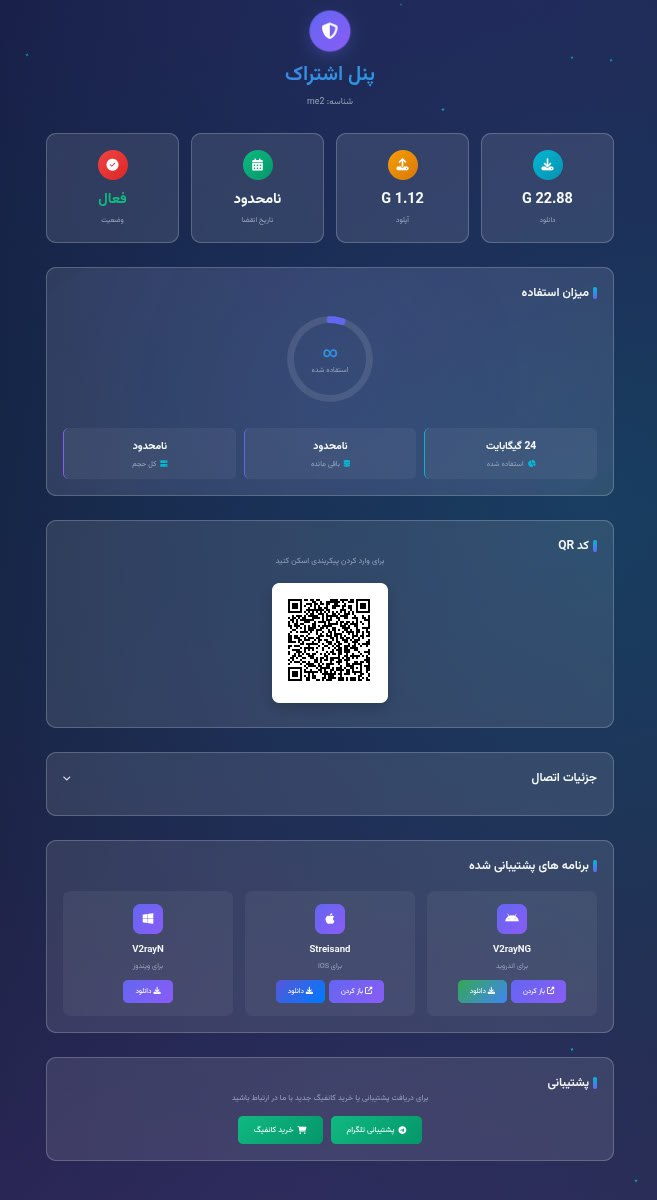 پنل اشتراک
شناسه: me2
22.88 G
دانلود
1.12 G
آپلود
نامحدود
تاریخ انقضا
فعال
وضعیت
میزان استفاده
∞
استفاده شده
24 گیگابایت
استفاده شده
نامحدود
باقی مانده
نامحدود
کل حجم
کد QR
برای وارد کردن پیکربندی اسکن کنید
جزئیات اتصال
برنامه های پشتیبانی شده
V2rayNG
برای اندروید
باز کردن
دانلود
Streisand
برای iOS
باز کردن
دانلود
V2rayN
برای ویندوز
دانلود
پشتیبانی
برای دریافت پشتیبانی یا خرید کانفیگ جدید با ما در ارتباط باشید
پشتیبانی تلگرام
خرید کانفیگ